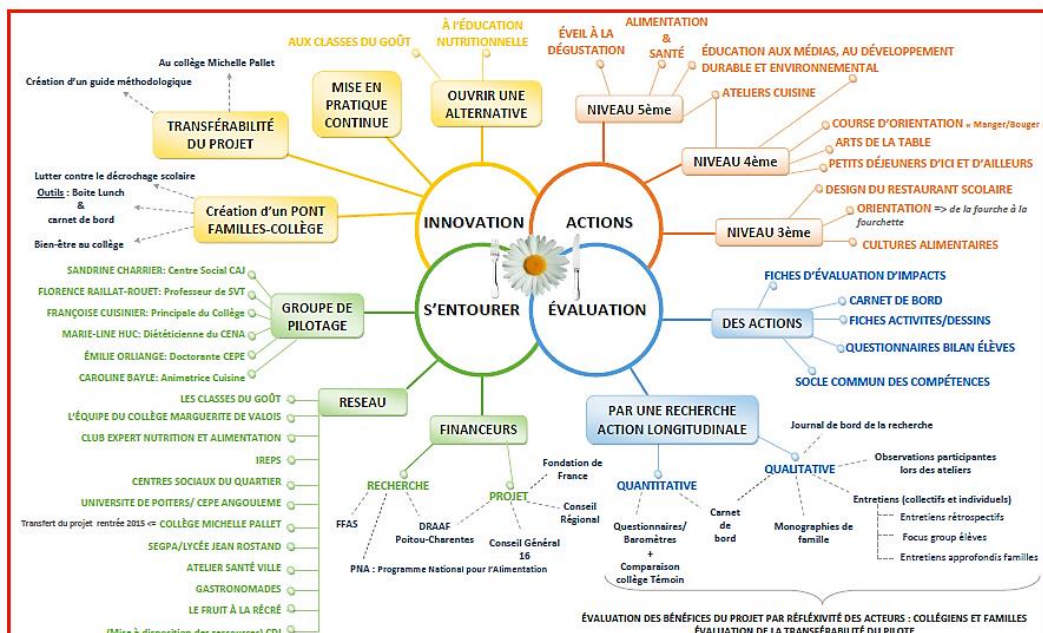 AUX CLASSES DU GOÛT
À L'ÉDUCATION
NUTRITIONNELLE
Au collège Michelle Pallet
Création d'un guide méthodologique
TRANSFÉRABILITÉ
DU PROJET
MISE EN
PRATIQUE
CONTINUE
OUVRIR UNE
ALTERNATIVE
Lutter contre le décrochage scolaire
Outils : Boite Lunch
&
carnet de bord
Bien-être au collège
Création d'un PONT
FAMILLES-COLLÈGE
INNOVATION
ACTIONS
S'ENTOURER
ÉVALUATION
ÉVEIL À LA
DÉGUSTATION
ALIMENTATION
&
SANTÉ
ÉDUCATION AUX MÉDIAS, AU DÉVELOPPEMENT
DURABLE ET ENVIRONNEMENTAL
NIVEAU 5ème
ATELIERS CUISINE
NIVEAU 4ème
COURSE D'ORIENTATION « Manger/Bouger »
ARTS DE LA TABLE
PETITS DÉJEUNERS D'ICI ET D'AILLEURS
NIVEAU 3ème
DESIGN DU RESTAURANT SCOLAIRE
ORIENTATION => de la fourche à la
fourchette
CULTURES ALIMENTAIRES
SANDRINE CHARRIER: Centre Social CAJ
FLORENCE RAILLAT-ROUET: Professeur de SVT
FRANÇOISE CUISINIER: Principale du Collège
MARIE-LINE HUC: Diététicienne du CENA
ÉMILIE ORLIANGE: Doctorante CEPE
CAROLINE BAYLE: Animatrice Cuisine
GROUPE DE
PILOTAGE
RESEAU
LES CLASSES DU GOÛT
L'ÉQUIPE DU COLLÈGE MARGUERITE DE VALOIS
CLUB EXPERT NUTRITION ET ALIMENTATION
IREPS
CENTRES SOCIAUX DU QUARTIER
UNIVERSITE DE POITERS/ CEPE ANGOULEME
Transfert du projet rentrée 2015 <= COLLÈGE MICHELLE PALLET
SEGPA/LYCÉE JEAN ROSTAND
ATELIER SANTÉ VILLE
GASTRONOMADES
LE FRUIT À LA RÉCRÉ
(Mise à disposition des ressources) CDI
FINANCEURS
RECHERCHE
FFAS
PNA : Programme National pour l'Alimentation
DRAAF
Poitou-Charentes
PROJET
Fondation de
France
Conseil
Régional
Conseil Général
16
DES ACTIONS
FICHES D'ÉVALUATION D'IMPACTS
CARNET DE BORD
FICHES ACTIVITES/DESSINS
QUESTIONNAIRES BILAN ÉLÈVES
SOCLE COMMUN DES COMPÉTENCES
PAR UNE RECHERCHE
ACTION LONGITUDINALE
QUANTITATIVE
Questionnaires/
Baromètres
+
Comparaison
collège Témoin
Carnet
de
bord
QUALITATIVE
Journal de bord de la recherche
Observations participantes
lors des ateliers
Monographies de
famille
Entretiens (collectifs et individuels)
Entretiens rétrospectifs
Focus group élèves
Entretiens approfondis familles
ÉVALUATION DES BÉNÉFICES DU PROJET PAR RÉFLÉXIVITÉ DES ACTEURS : COLLÉGIENS ET FAMILLES
ÉVALUATION DE LA TRANSFÉRABILITÉ DU PILOTE